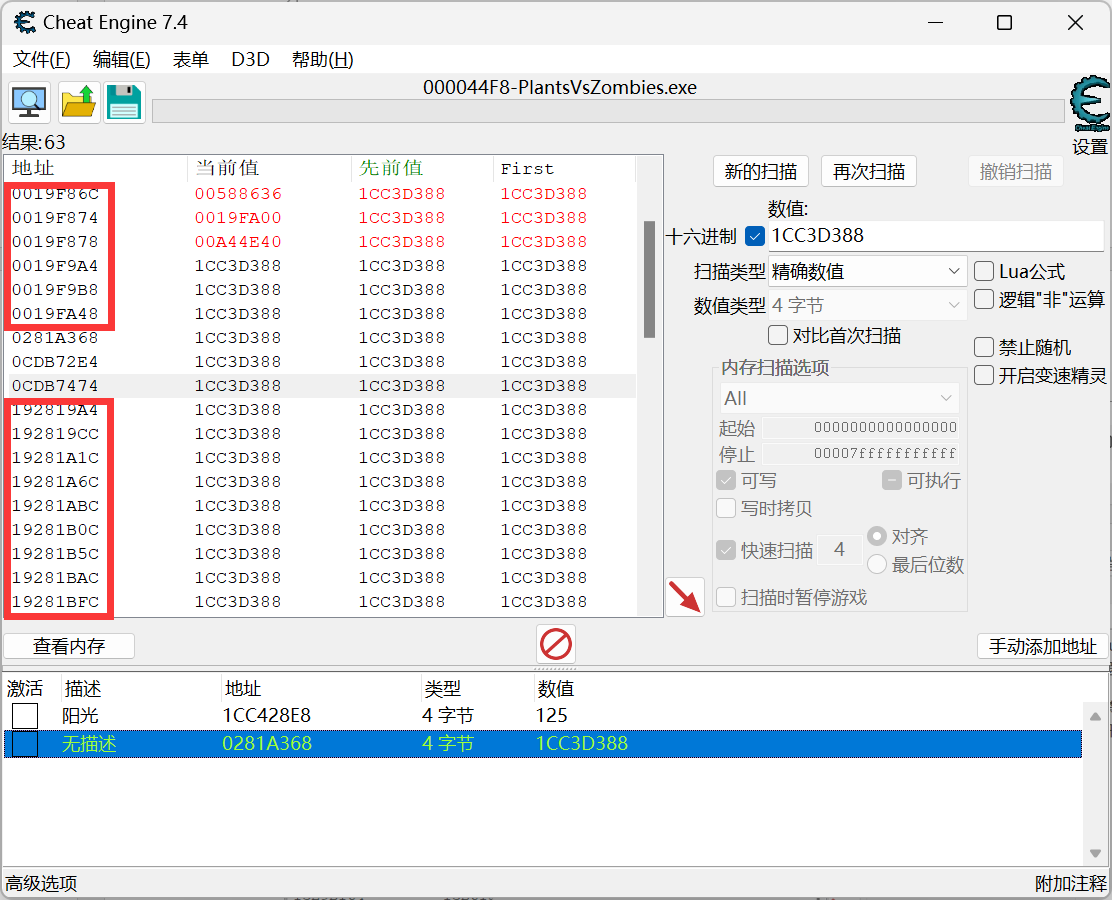 Cheat Engine 7.4
文件(F) 编辑(E) 表单 D3D 帮助(H)
000044F8-PlantsVsZombies.exe
Cheat Engine
设置
结果:63
地址 当前值 先前值 First
0019F86C 00588636 1CC3D388 1CC3D388
0019F874 0019FA00 1CC3D388 1CC3D388
0019F878 00A44E40 1CC3D388 1CC3D388
0019F9A4 1CC3D388 1CC3D388 1CC3D388
0019F9B8 1CC3D388 1CC3D388 1CC3D388
0019FA48 1CC3D388 1CC3D388 1CC3D388
0281A368 1CC3D388 1CC3D388 1CC3D388
0CDB72E4 1CC3D388 1CC3D388 1CC3D388
0CDB7474 1CC3D388 1CC3D388 1CC3D388
192819A4 1CC3D388 1CC3D388 1CC3D388
192819CC 1CC3D388 1CC3D388 1CC3D388
19281A1C 1CC3D388 1CC3D388 1CC3D388
19281A6C 1CC3D388 1CC3D388 1CC3D388
19281ABC 1CC3D388 1CC3D388 1CC3D388
19281B0C 1CC3D388 1CC3D388 1CC3D388
19281B5C 1CC3D388 1CC3D388 1CC3D388
19281BAC 1CC3D388 1CC3D388 1CC3D388
19281BFC 1CC3D388 1CC3D388 1CC3D388
新的扫描 再次扫描 撤销扫描
数值:
十六进制 1CC3D388
扫描类型 精确数值 Lua公式
数值类型 4 字节 逻辑"非"运算
对比首次扫描 禁止随机
内存扫描选项 开启变速精灵
All
起始 0000000000000000
停止 00007fffffffffff
可写 可执行
写时拷贝
快速扫描 4 对齐
最后位数
扫描时暂停游戏
查看内存 手动添加地址
激活 描述 地址 类型 数值
阳光 1CC428E8 4 字节 125
无描述 0281A368 4 字节 1CC3D388
高级选项 附加注释